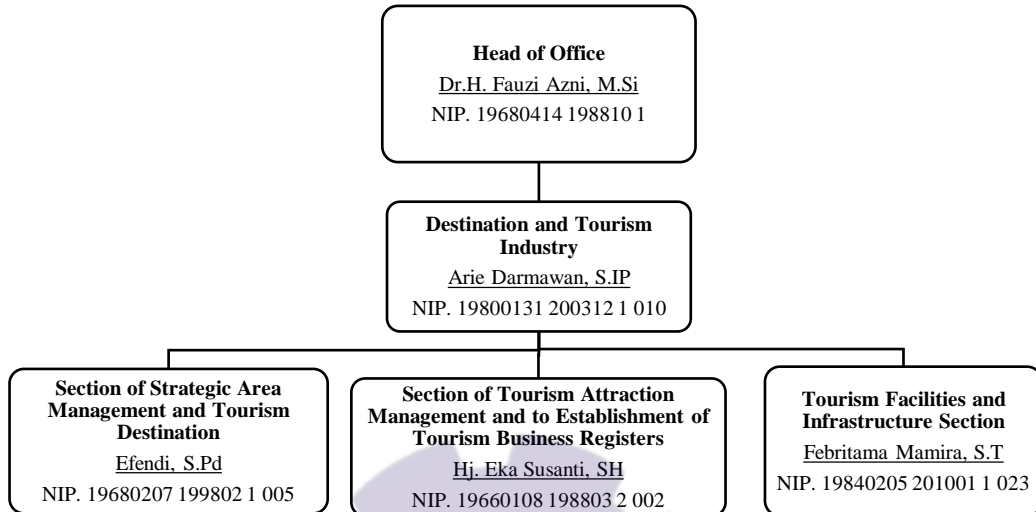 Head of Office
Dr.H. Fauzi Azni, M.Si
NIP. 19680414 198810 1
Destination and Tourism
Industry
Arie Darmawan, S.IP
NIP. 19800131 200312 1 010
Section of Strategic Area
Management and Tourism
Destination
Efendi, S.Pd
NIP. 19680207 199802 1 005
Section of Tourism Attraction
Management and to Establishment of
Tourism Business Registers
Hj. Eka Susanti, SH
NIP. 19660108 198803 2 002
Tourism Facilities and
Infrastructure Section
Febritama Mamira, S.T
NIP. 19840205 201001 1 023